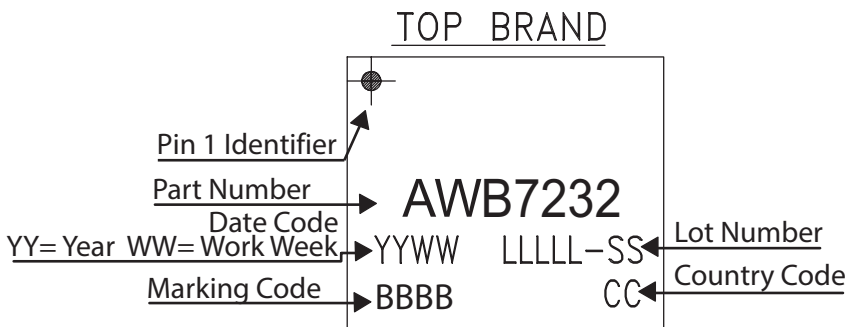 TOP BRAND
Pin 1 Identifier
Part Number
AWB7232
Date Code
YY= Year WW= Work Week
YYWW LLLLL-SS
Lot Number
Marking Code
BBBB
CC
Country Code